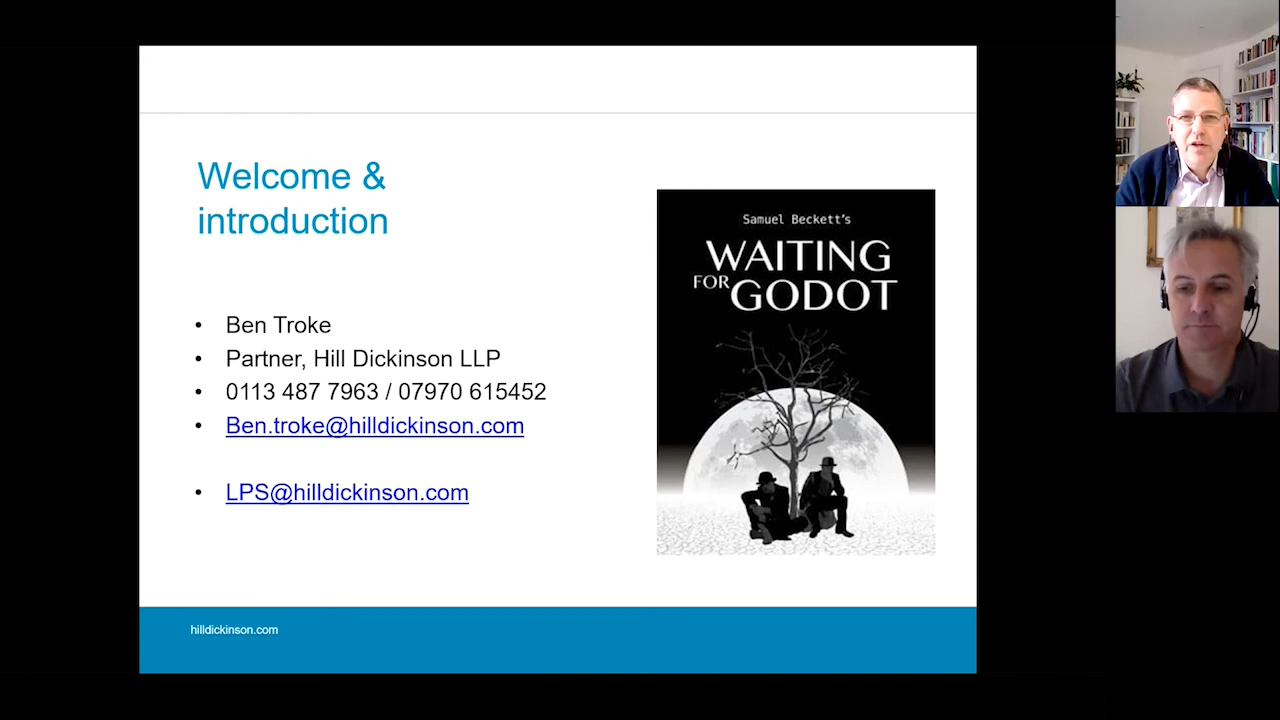 Welcome &
introduction
• Ben Troke
• Partner, Hill Dickinson LLP
• 0113 487 7963 / 07970 615452
• Ben.troke@hilldickinson.com
• LPS@hilldickinson.com
Samuel Beckett's
WAITING
FOR GODOT
hilldickinson.com